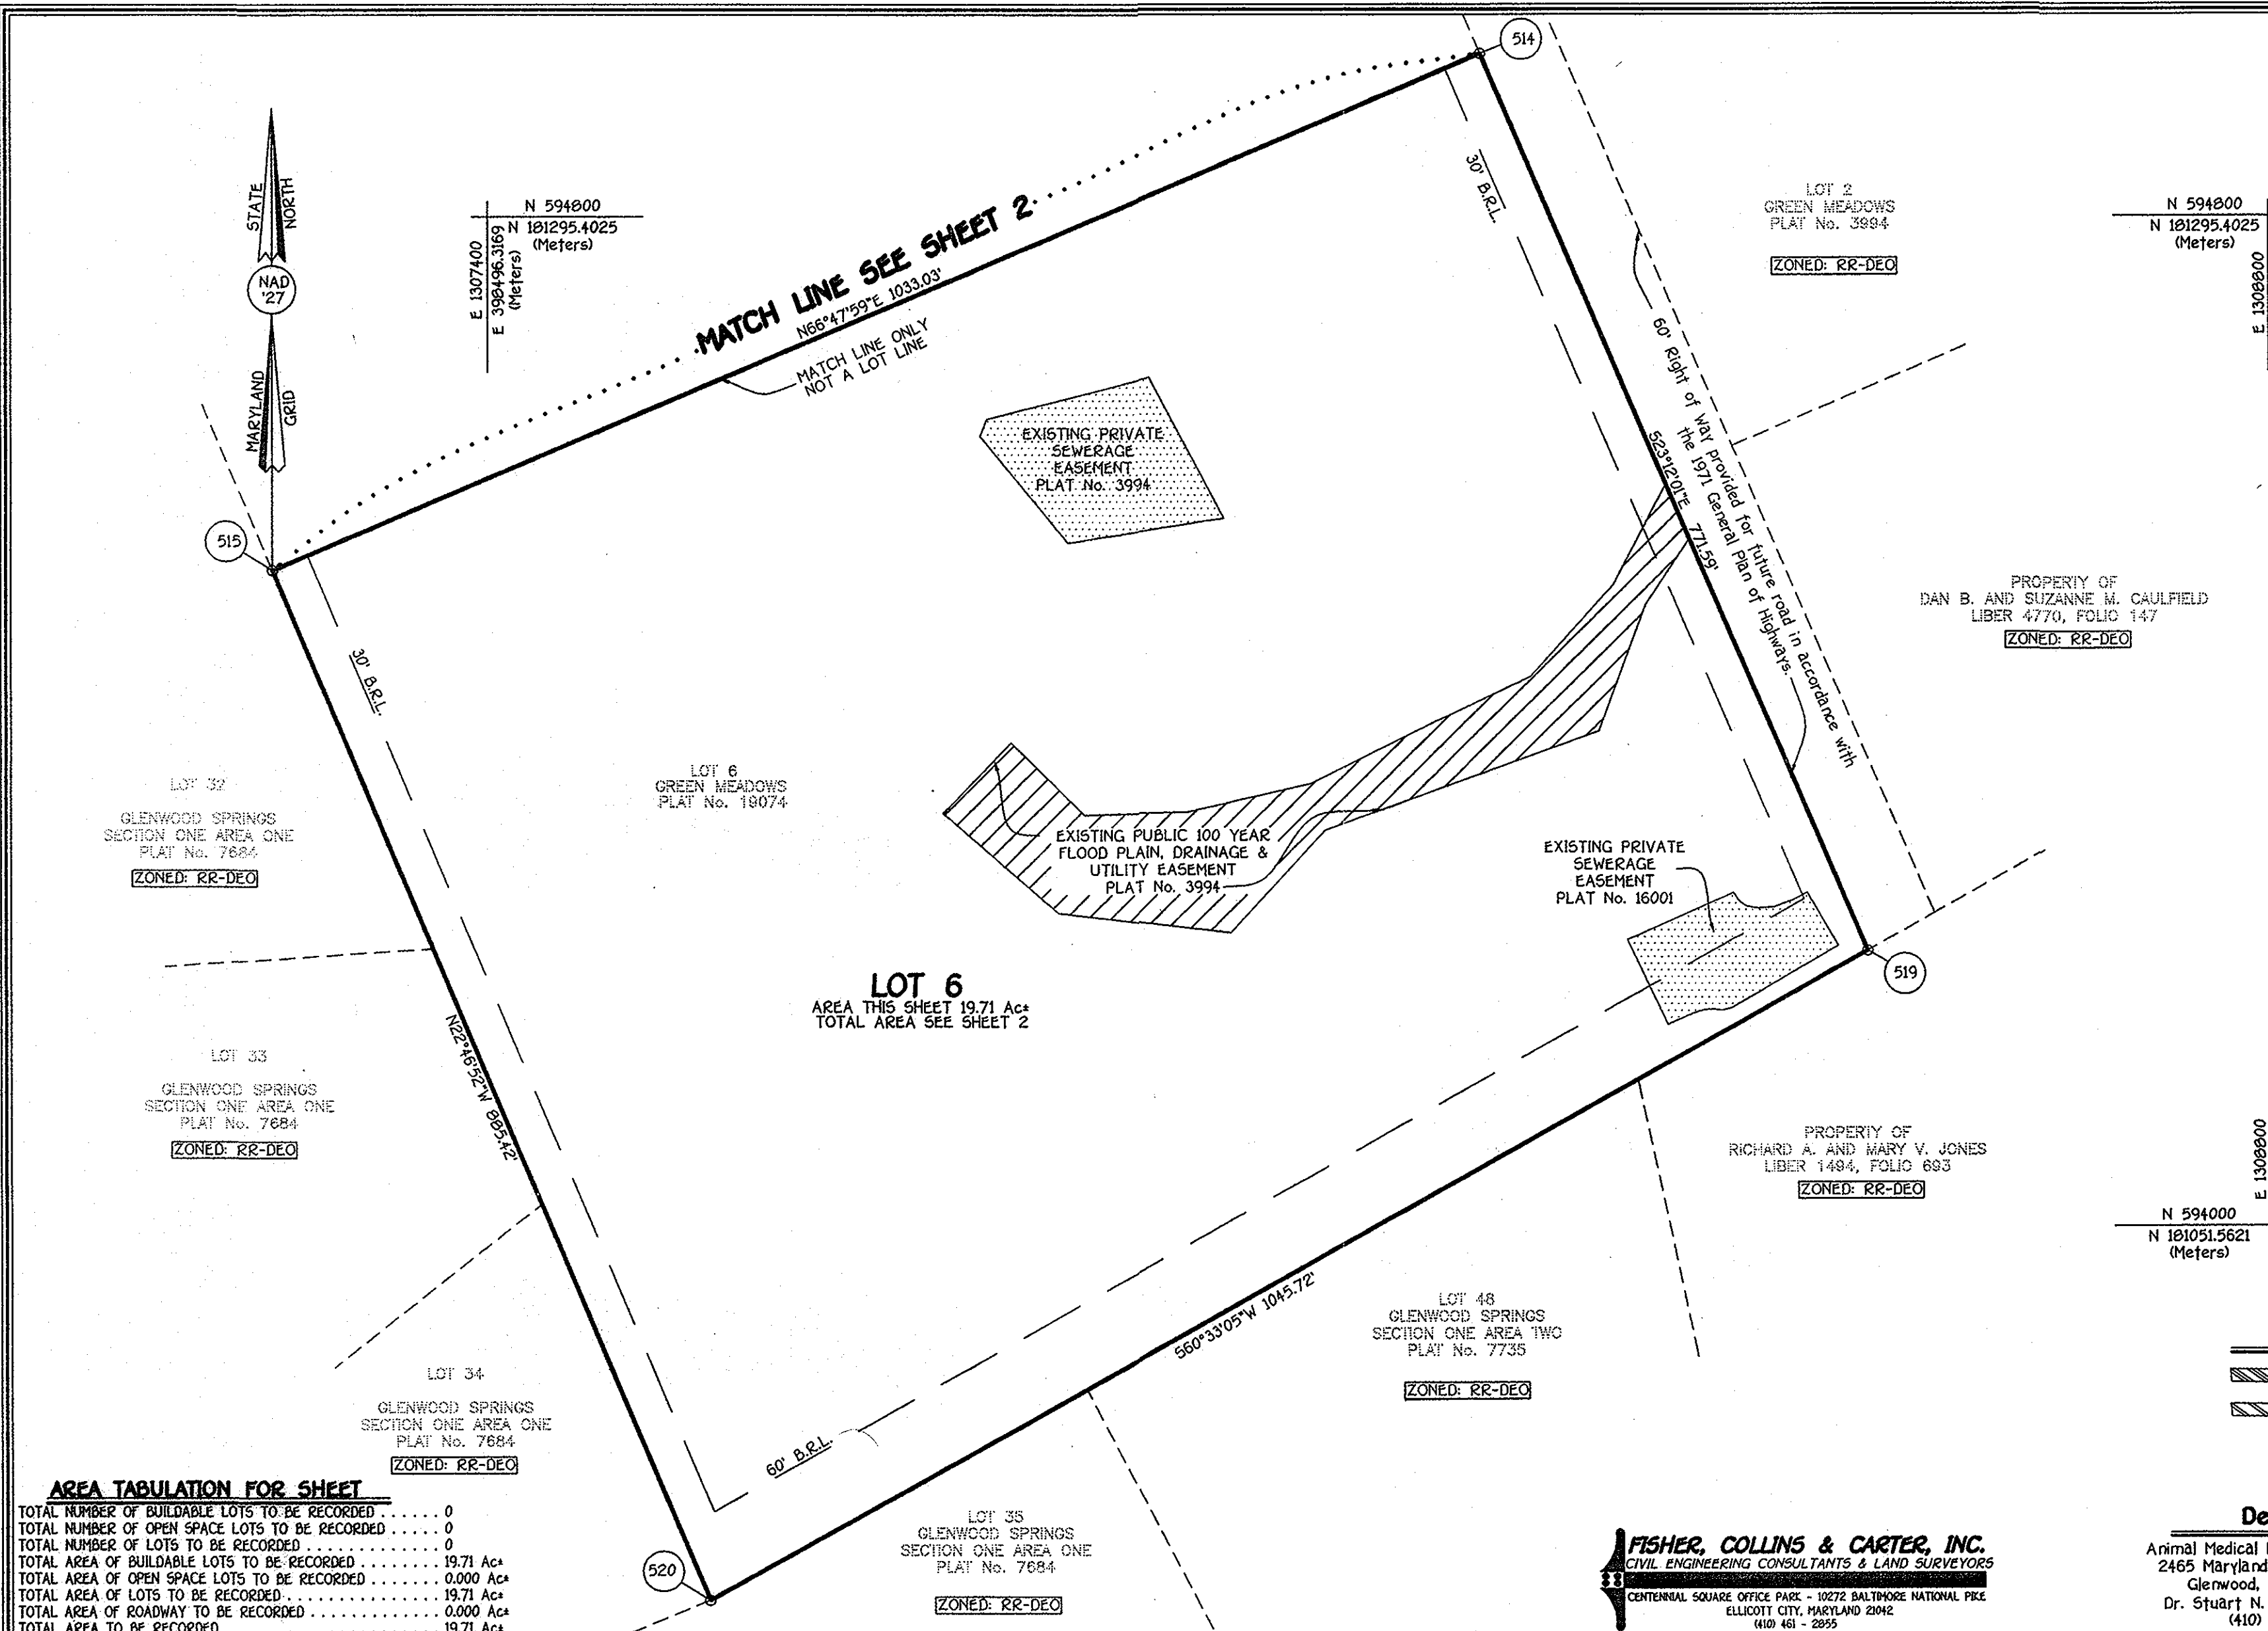 514
STATE
NORTH
NAD
'27
MARYLAND
GRID
N 594800
N 181295.4025
(Meters)
E 1307400
E 398496.3169
(Meters)
MATCH LINE SEE SHEET 2
N66°47'59"E 1033.03'
MATCH LINE ONLY
NOT A LOT LINE
30' B.R.L.
LOT 2
GREEN MEADOWS
PLAT No. 3994
ZONED: RR-DEO
N 594800
N 181295.4025
(Meters)
E 1308800
60' Right of Way provided for future road in accordance with
the 1971 General Plan of Highways.
S23°12'01"E 771.59'
EXISTING PRIVATE
SEWERAGE
EASEMENT
PLAT No. 3994
515
30' B.R.L.
PROPERTY OF
DAN B. AND SUZANNE M. CAULFIELD
LIBER 4770, FOLIO 147
ZONED: RR-DEO
LOT 32
GLENWOOD SPRINGS
SECTION ONE AREA ONE
PLAT No. 7684
ZONED: RR-DEO
LOT 6
GREEN MEADOWS
PLAT No. 19074
EXISTING PUBLIC 100 YEAR
FLOOD PLAIN, DRAINAGE &
UTILITY EASEMENT
PLAT No. 3994
EXISTING PRIVATE
SEWERAGE
EASEMENT
PLAT No. 16001
519
LOT 6
AREA THIS SHEET 19.71 Ac±
TOTAL AREA SEE SHEET 2
N22°46'52"W 885.42'
LOT 33
GLENWOOD SPRINGS
SECTION ONE AREA ONE
PLAT No. 7684
ZONED: RR-DEO
PROPERTY OF
RICHARD A. AND MARY V. JONES
LIBER 1494, FOLIO 693
ZONED: RR-DEO
E 1308800
N 594000
N 181051.5621
(Meters)
S60°33'05"W 1045.72'
LOT 48
GLENWOOD SPRINGS
SECTION ONE AREA TWO
PLAT No. 7735
ZONED: RR-DEO
LOT 34
GLENWOOD SPRINGS
SECTION ONE AREA ONE
PLAT No. 7684
ZONED: RR-DEO
60' B.R.L.
LOT 35
GLENWOOD SPRINGS
SECTION ONE AREA ONE
PLAT No. 7684
ZONED: RR-DEO
520
AREA TABULATION FOR SHEET
TOTAL NUMBER OF BUILDABLE LOTS TO BE RECORDED ...... 0
TOTAL NUMBER OF OPEN SPACE LOTS TO BE RECORDED ..... 0
TOTAL NUMBER OF LOTS TO BE RECORDED .............. 0
TOTAL AREA OF BUILDABLE LOTS TO BE RECORDED ........ 19.71 Ac±
TOTAL AREA OF OPEN SPACE LOTS TO BE RECORDED ....... 0.000 Ac±
TOTAL AREA OF LOTS TO BE RECORDED ................ 19.71 Ac±
TOTAL AREA OF ROADWAY TO BE RECORDED ............. 0.000 Ac±
TOTAL AREA TO BE RECORDED 19.71 Ac±
FISHER, COLLINS & CARTER, INC.
CIVIL ENGINEERING CONSULTANTS & LAND SURVEYORS
CENTENNIAL SQUARE OFFICE PARK - 10272 BALTIMORE NATIONAL PIKE
ELLICOTT CITY, MARYLAND 21042
(410) 461 - 2855
De
Animal Medical
2465 Maryland
Glenwood,
Dr. Stuart N.
(410)